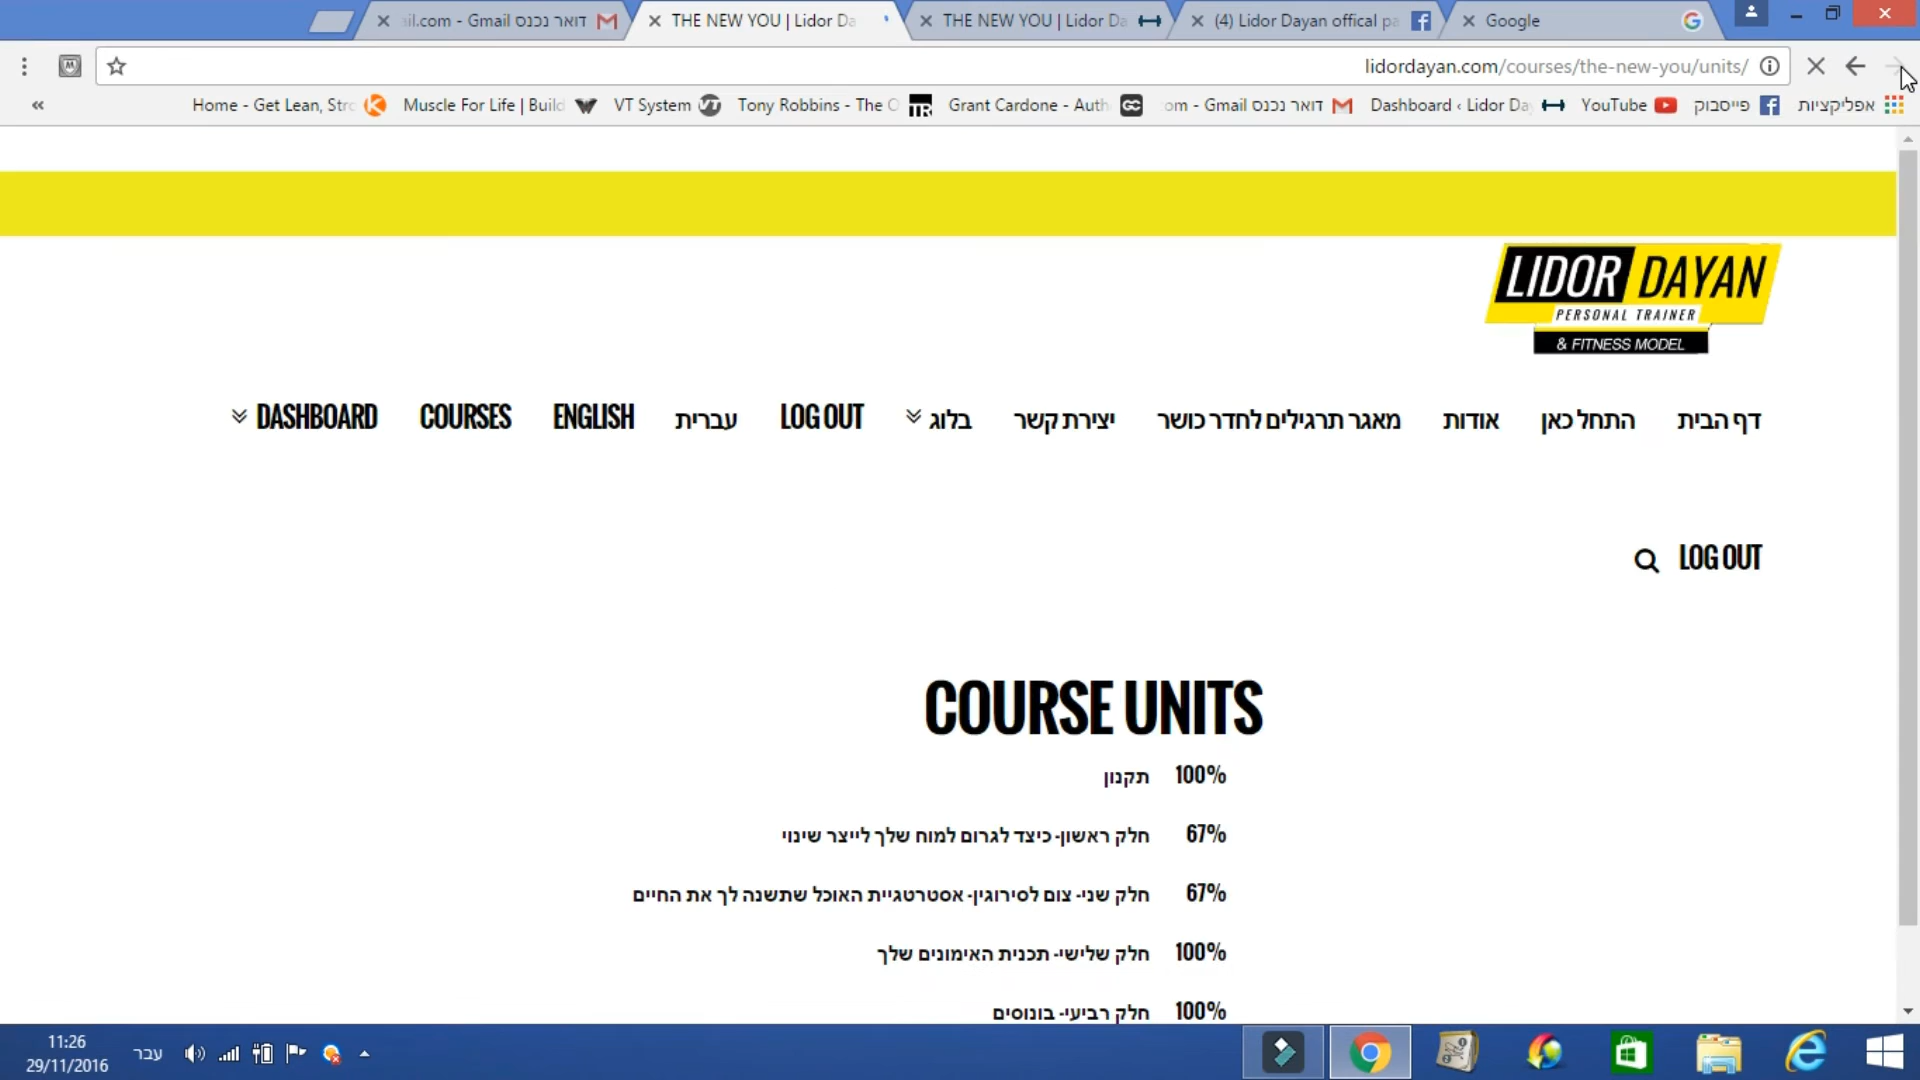 דואר נכנס - Gmail - ail.com
THE NEW YOU | Lidor Da
THE NEW YOU | Lidor Da
(4) Lidor Dayan offical pa
Google
lidordayan.com/courses/the-new-you/units/
אפליקציות
פייסבוק
YouTube
Dashboard ‹ Lidor Da
דואר נכנס - Gmail - om
Grant Cardone - Auth
Tony Robbins - The O
VT System
Muscle For Life | Build
Home - Get Lean, Stro
«
LIDOR DAYAN
PERSONAL TRAINER
& FITNESS MODEL
דף הבית
התחל כאן
אודות
מאגר תרגילים לחדר כושר
יצירת קשר
בלוג
LOG OUT
עברית
ENGLISH
COURSES
DASHBOARD
LOG OUT
COURSE UNITS
100% תקנון
67% חלק ראשון- כיצד לגרום למוח שלך לייצר שינוי
67% חלק שני- צום לסירוגין- אסטרטגיית האוכל שתשנה לך את החיים
100% חלק שלישי- תכנית האימונים שלך
100% חלק רביעי- בונוסים
עבר
11:26
29/11/2016